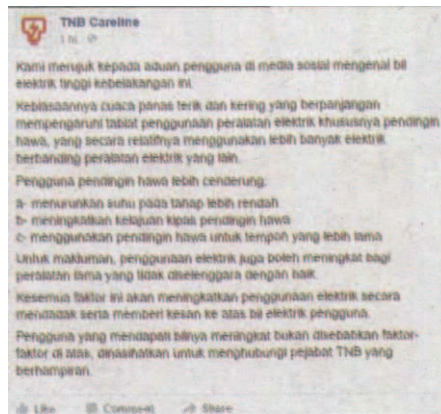 TNB Careline
Kami merujuk kepada aduan pengguna di media sosial mengenai bil
elektrik tinggi kebelakangan ini.
Kebiasaannya cuaca panas terik dan kering yang berpanjangan
mempengaruhi tabiat penggunaan peralatan elektrik khususnya pendingin
hawa, yang secara relatifnya menggunakan lebih banyak elektrik
berbanding peralatan elektrik yang lain.
Pengguna pendingin hawa lebih cenderung:
a- menurunkan suhu pada tahap lebih rendah
b- meningkatkan kelajuan kipas pendingin hawa
c- menggunakan pendingin hawa untuk tempoh yang lebih lama
Untuk makluman, penggunaan elektrik juga boleh meningkat bagi
peralatan lama yang tidak diselenggara dengan baik.
Kesemua faktor ini akan meningkatkan penggunaan elektrik secara
mendadak serta memberi kesan ke atas bil elektrik pengguna.
Pengguna yang mendapati bilnya meningkat bukan disebabkan faktor-
faktor di atas, dinasihatkan untuk menghubungi pejabat TNB yang
berhampiran.
Like Comment Share